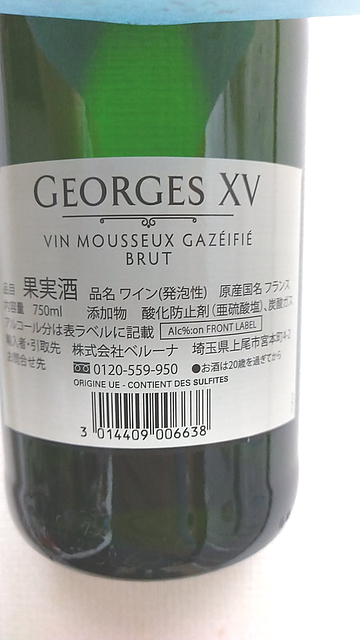 GEORGES XV
VIN MOUSSEUX GAZÉIFIÉ
BRUT
品目 果実酒 品名 ワイン(発泡性) 原産国名 フランス
内容量 750ml 添加物 酸化防止剤(亜硫酸塩)、炭酸ガス
アルコール分は表ラベルに記載 Alc%:on FRONT LABEL
輸入者・引取先 株式会社ベルーナ 埼玉県上尾市宮本町4-2
お問合せ先 0120-559-950 ●お酒は20歳を過ぎてから
ORIGINE UE - CONTIENT DES SULFITES
3 014409 006638